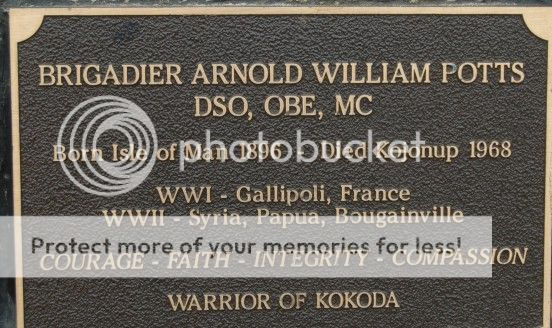 BRIGADIER ARNOLD WILLIAM POTTS
DSO, OBE, MC
photobucket
Born Isle of Man 1896 - Died Kojonup 1968
WWI - Gallipoli, France
WWII - Syria, Papua, Bougainville
Protect more of your memories for less!
COURAGE - FAITH - INTEGRITY - COMPASSION
WARRIOR OF KOKODA